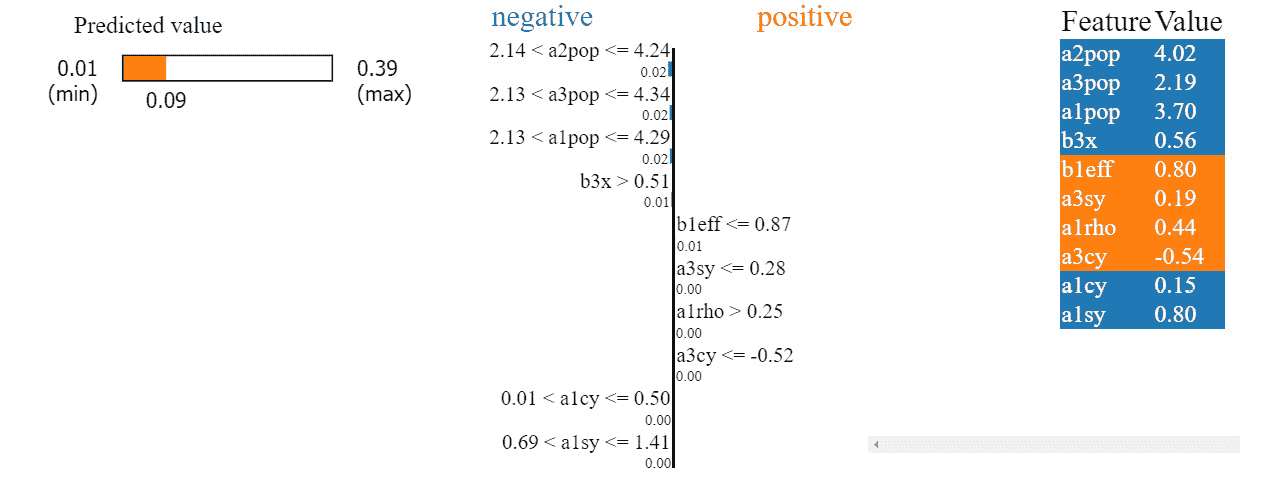 Predicted value
0.01
(min)
0.39
(max)
0.09
negative
positive
2.14 < a2pop <= 4.24
0.02
2.13 < a3pop <= 4.34
0.02
2.13 < a1pop <= 4.29
0.02
b3x > 0.51
0.01
b1eff <= 0.87
0.01
a3sy <= 0.28
0.00
a1rho > 0.25
0.00
a3cy <= -0.52
0.00
0.01 < a1cy <= 0.50
0.00
0.69 < a1sy <= 1.41
0.00
Feature Value
a2pop 4.02
a3pop 2.19
a1pop 3.70
b3x 0.56
b1eff 0.80
a3sy 0.19
a1rho 0.44
a3cy -0.54
a1cy 0.15
a1sy 0.80